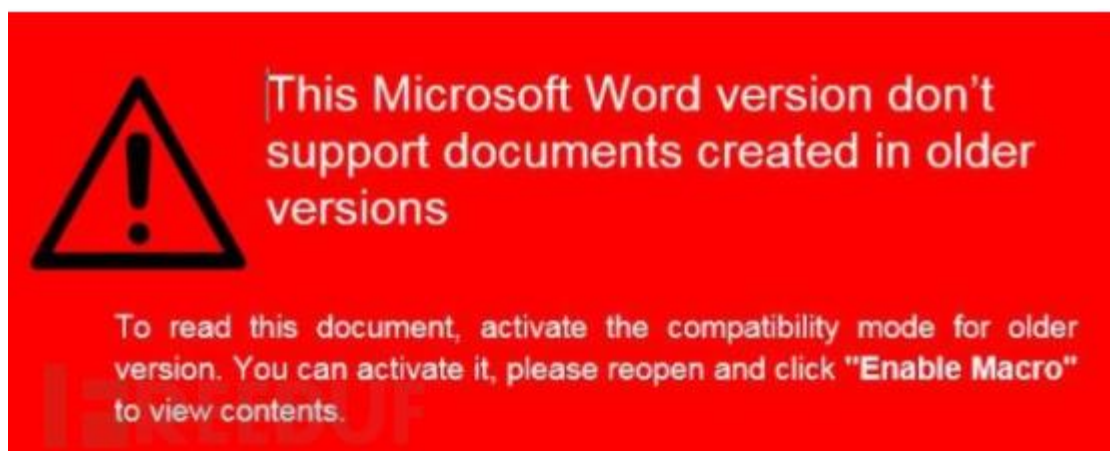 This Microsoft Word version don’t
support documents created in older
versions
To read this document, activate the compatibility mode for older
version. You can activate it, please reopen and click "Enable Macro"
to view contents.
REEBUF